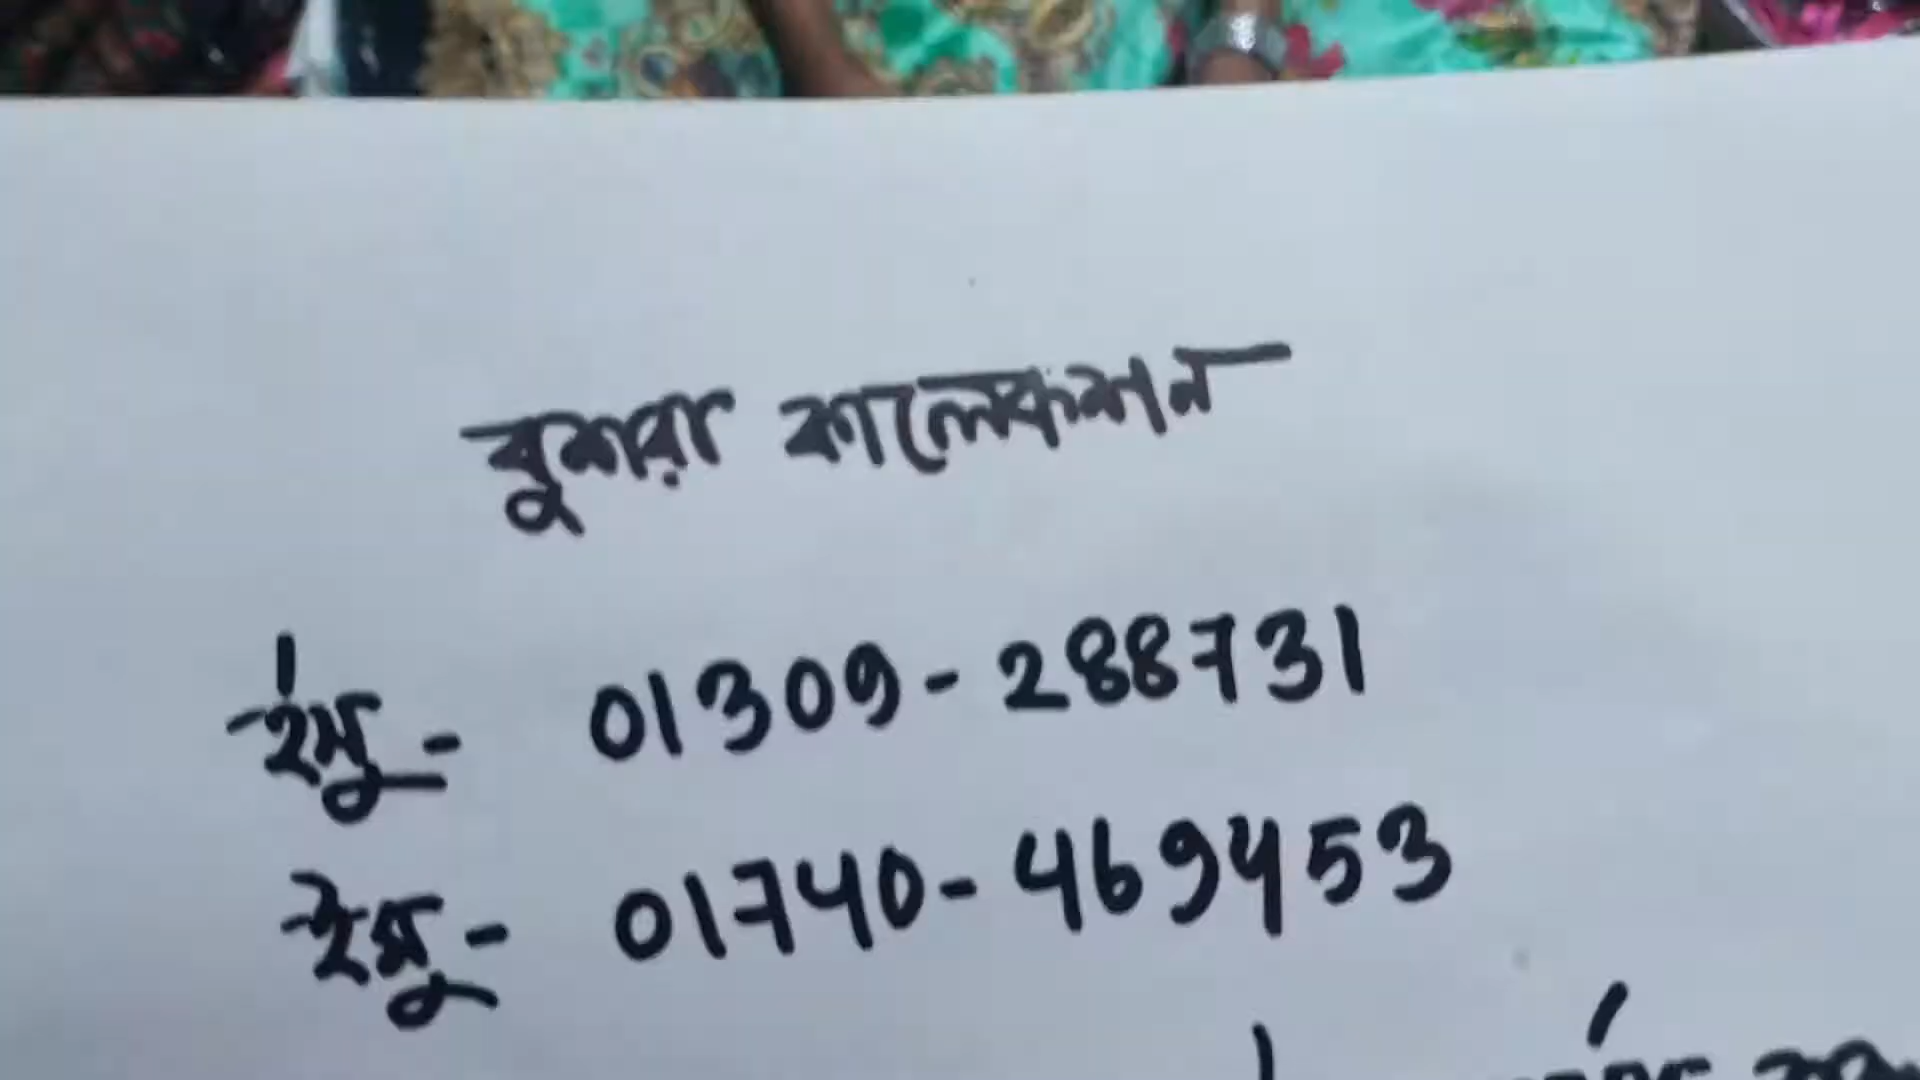 বুশরা কালেকশন
ইমু - 01309-288731
ইমু - 01740-469453